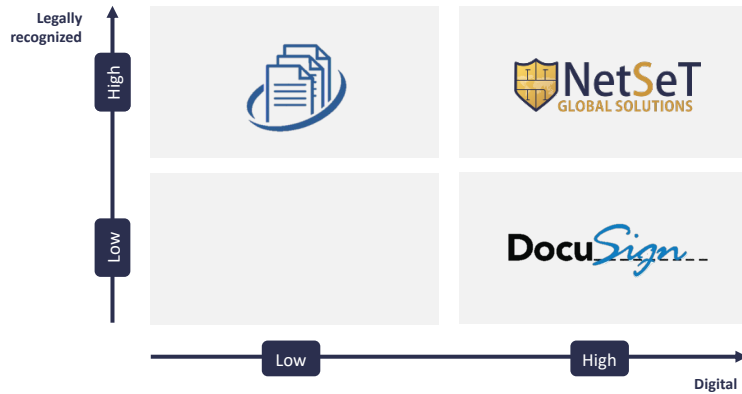 Legally
recognized
High
NetSeT
GLOBAL SOLUTIONS
Low
DocuSign
Low
High
Digital